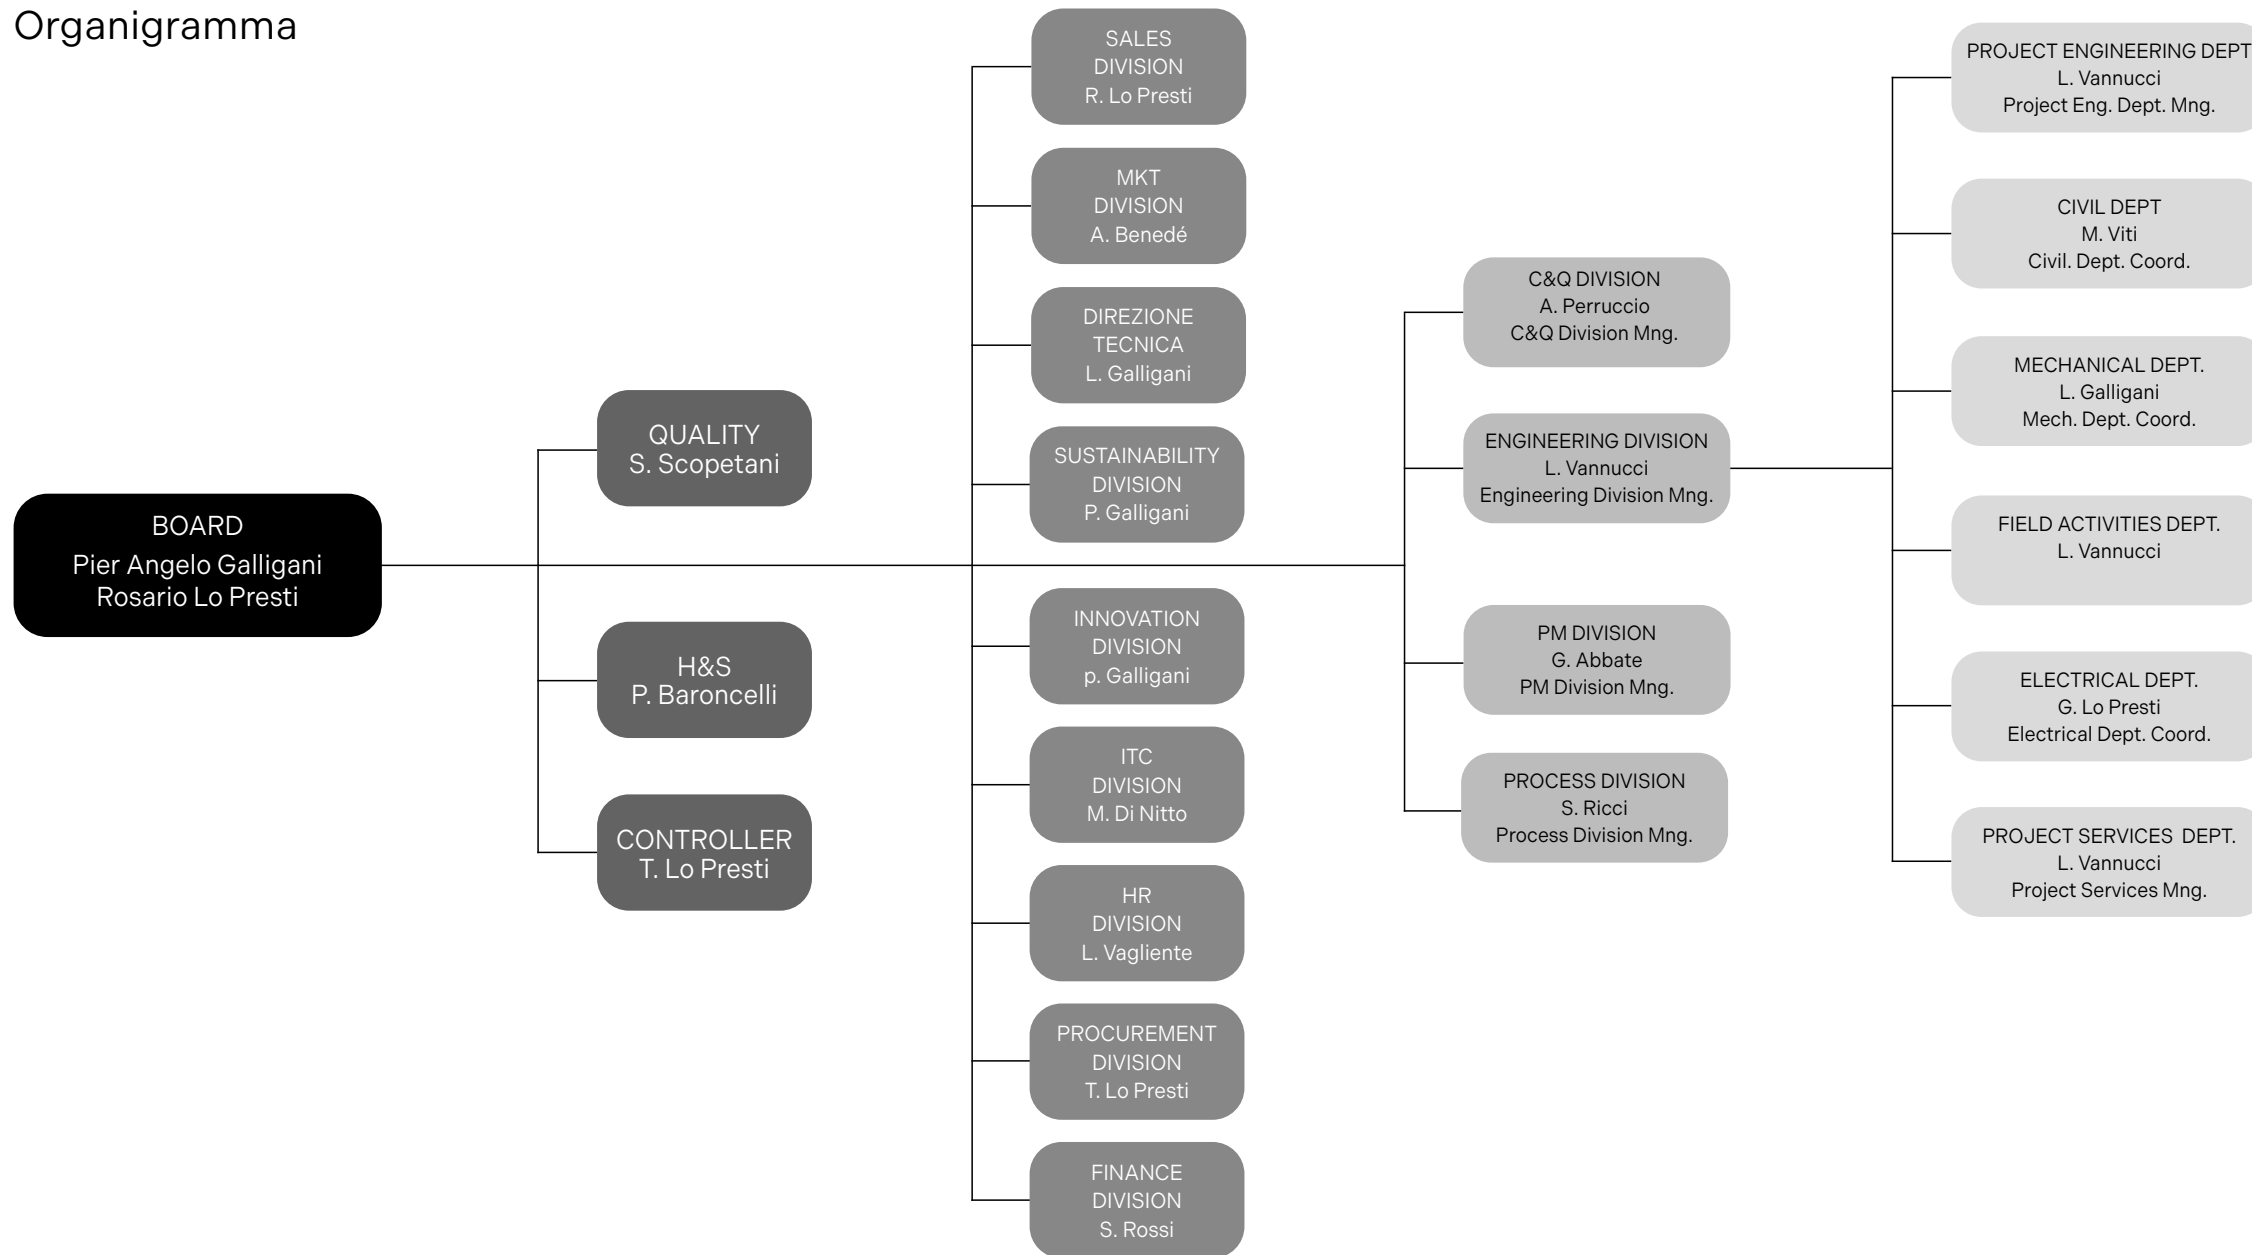 Organigramma
BOARD
Pier Angelo Galligani
Rosario Lo Presti
QUALITY
S. Scopetani
H&S
P. Baroncelli
CONTROLLER
T. Lo Presti
SALES
DIVISION
R. Lo Presti
MKT
DIVISION
A. Benedé
DIREZIONE
TECNICA
L. Galligani
SUSTAINABILITY
DIVISION
P. Galligani
INNOVATION
DIVISION
p. Galligani
ITC
DIVISION
M. Di Nitto
HR
DIVISION
L. Vagliente
PROCUREMENT
DIVISION
T. Lo Presti
FINANCE
DIVISION
S. Rossi
C&Q DIVISION
A. Perruccio
C&Q Division Mng.
ENGINEERING DIVISION
L. Vannucci
Engineering Division Mng.
PM DIVISION
G. Abbate
PM Division Mng.
PROCESS DIVISION
S. Ricci
Process Division Mng.
PROJECT ENGINEERING DEPT
L. Vannucci
Project Eng. Dept. Mng.
CIVIL DEPT
M. Viti
Civil. Dept. Coord.
MECHANICAL DEPT.
L. Galligani
Mech. Dept. Coord.
FIELD ACTIVITIES DEPT.
L. Vannucci
ELECTRICAL DEPT.
G. Lo Presti
Electrical Dept. Coord.
PROJECT SERVICES  DEPT.
L. Vannucci
Project Services Mng.